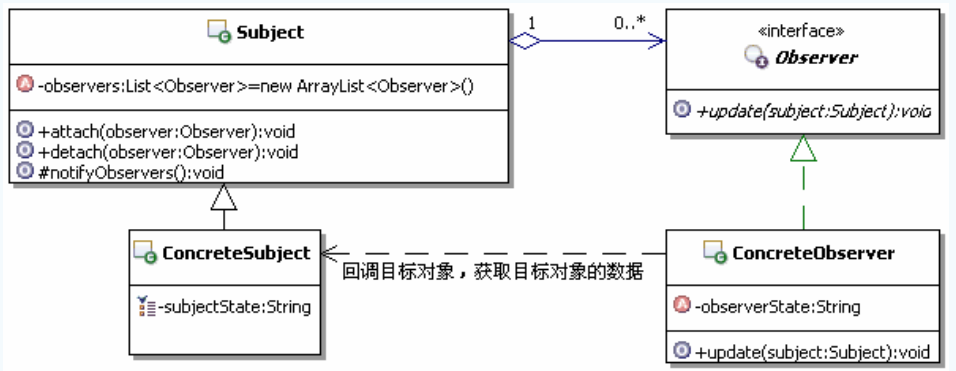 Subject
-observers:List<Observer>=new ArrayList<Observer>()
+attach(observer:Observer):void
+detach(observer:Observer):void
#notifyObservers():void
1
0..*
«interface»
Observer
+update(subject:Subject):void
ConcreteSubject
-subjectState:String
回调目标对象，获取目标对象的数据
ConcreteObserver
-observerState:String
+update(subject:Subject):void